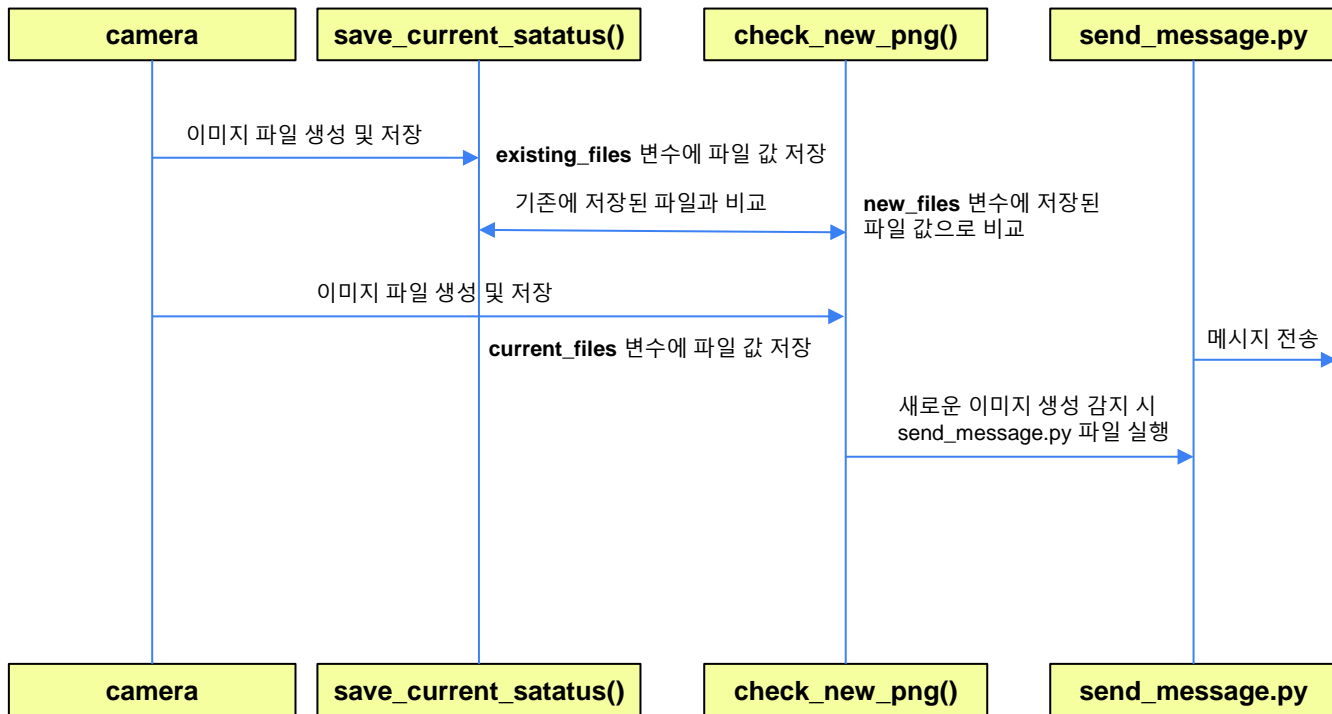 camera
save_current_satatus()
check_new_png()
send_message.py
이미지 파일 생성 및 저장
existing_files 변수에 파일 값 저장
기존에 저장된 파일과 비교
new_files 변수에 저장된
파일 값으로 비교
이미지 파일 생성 및 저장
current_files 변수에 파일 값 저장
메시지 전송
새로운 이미지 생성 감지 시
send_message.py 파일 실행
camera
save_current_satatus()
check_new_png()
send_message.py